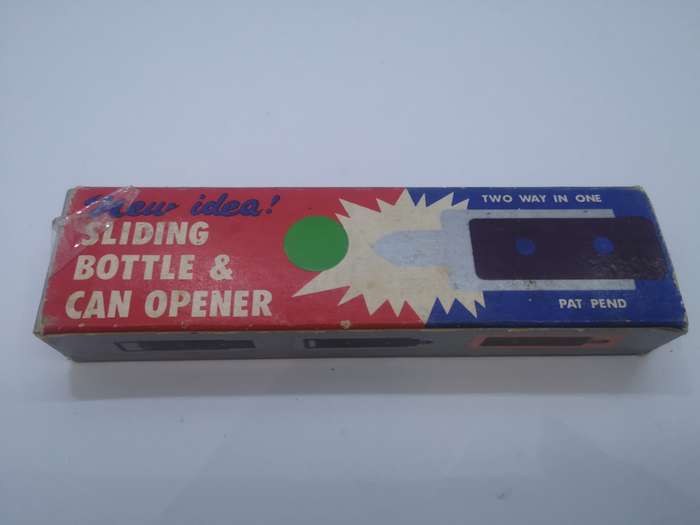 New idea!
SLIDING
BOTTLE &
CAN OPENER
TWO WAY IN ONE
PAT PEND